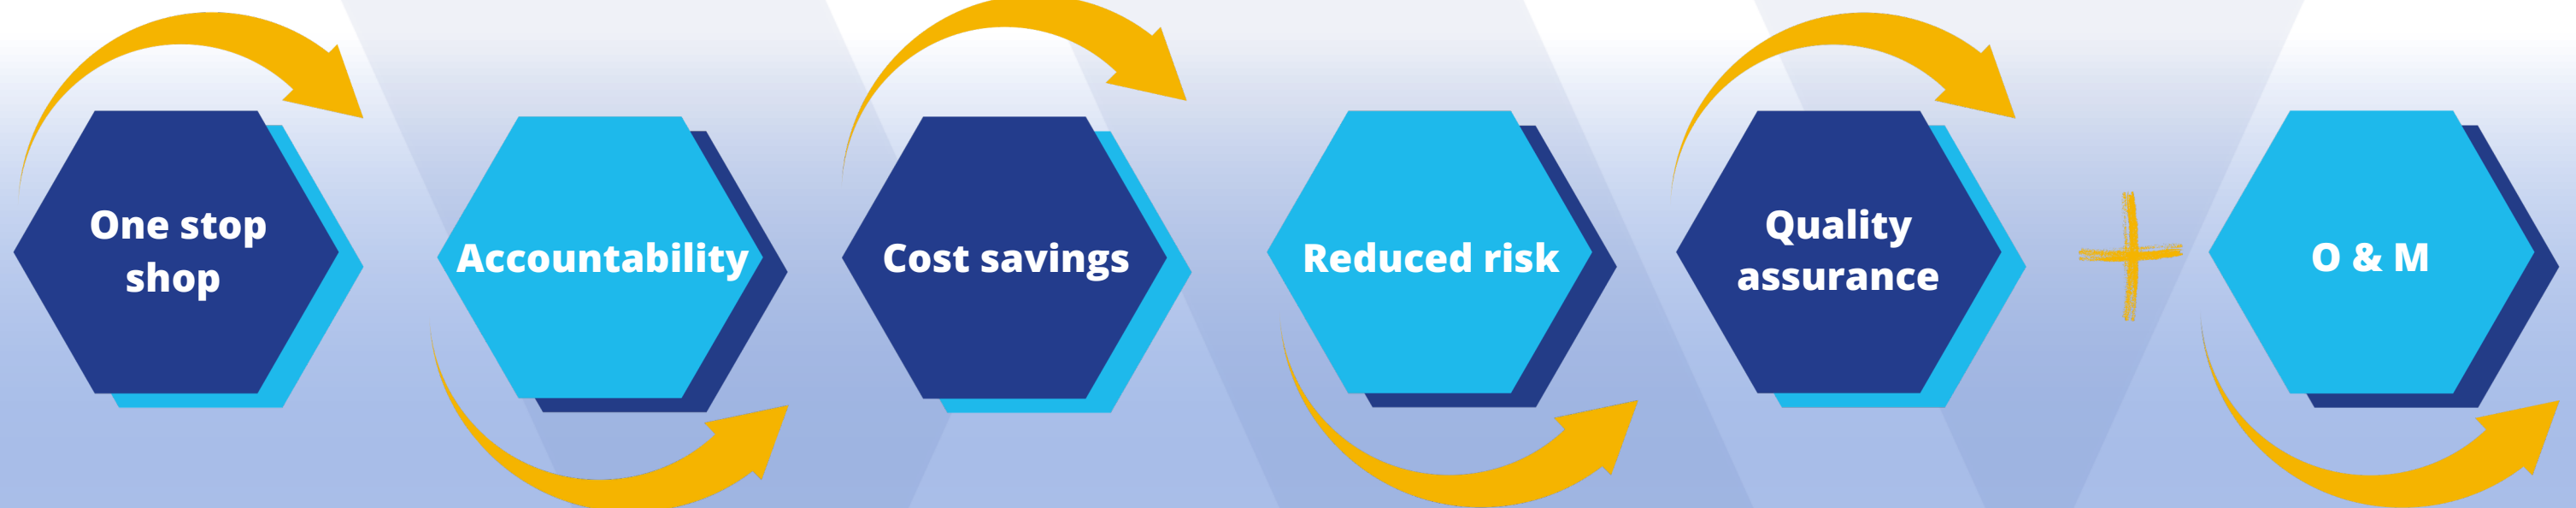 One stop
shop
Accountability
Cost savings
Reduced risk
Quality
assurance
O & M